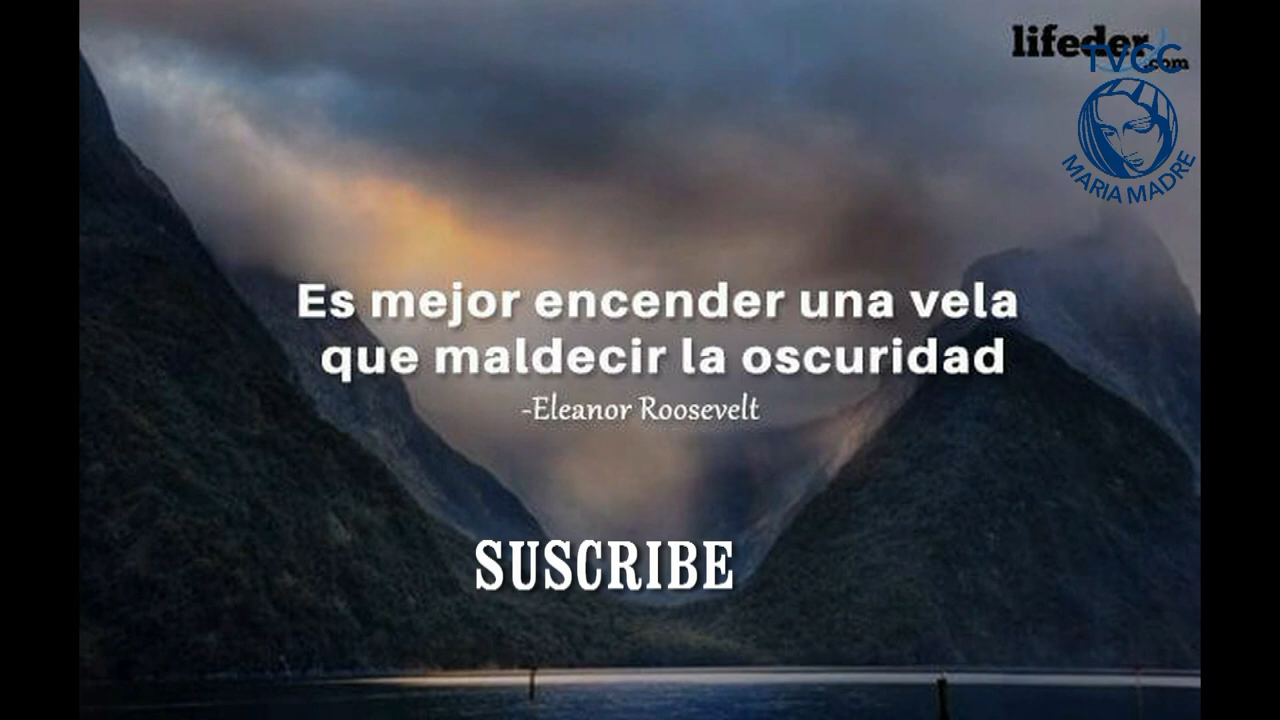 lifeder
.com
TVCC
MARIA MADRE
Es mejor encender una vela
que maldecir la oscuridad
-Eleanor Roosevelt
SUSCRIBE